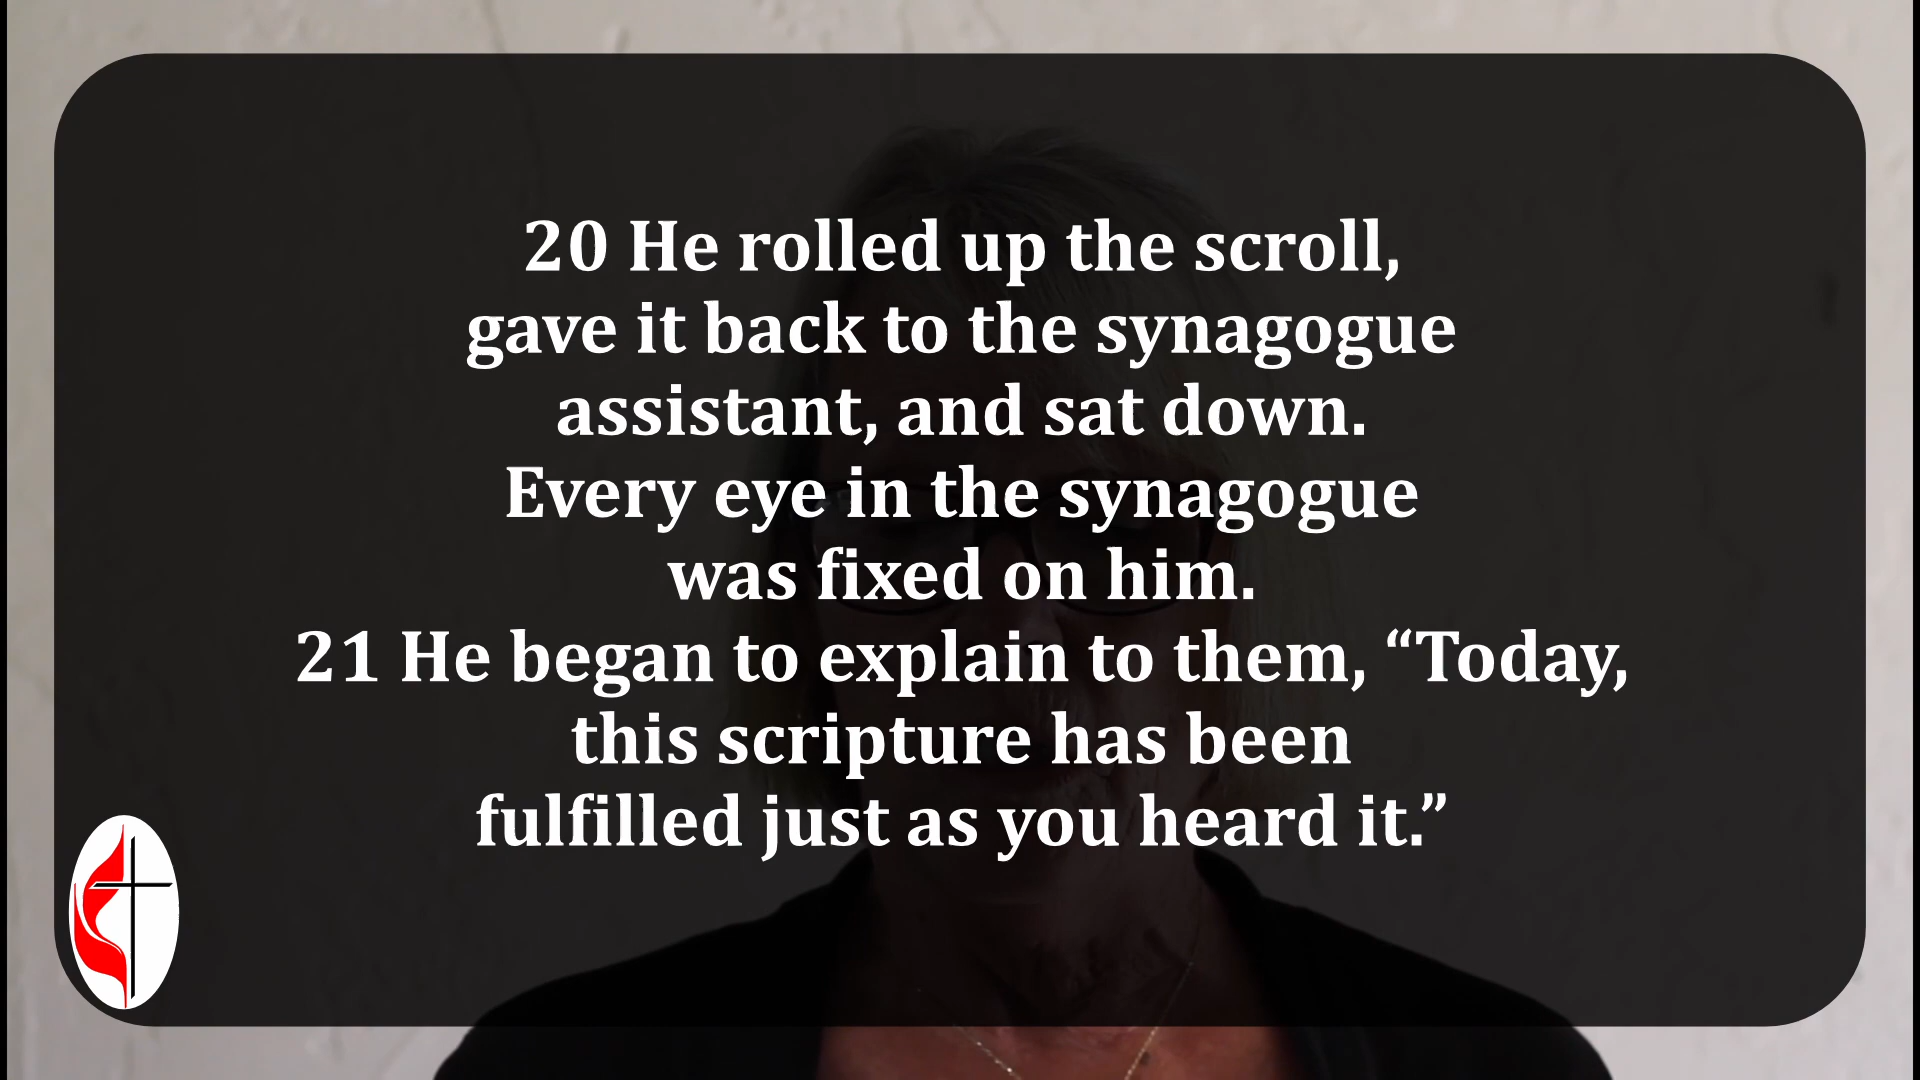 20 He rolled up the scroll,
gave it back to the synagogue
assistant, and sat down.
Every eye in the synagogue
was fixed on him.
21 He began to explain to them, “Today,
this scripture has been
fulfilled just as you heard it.”